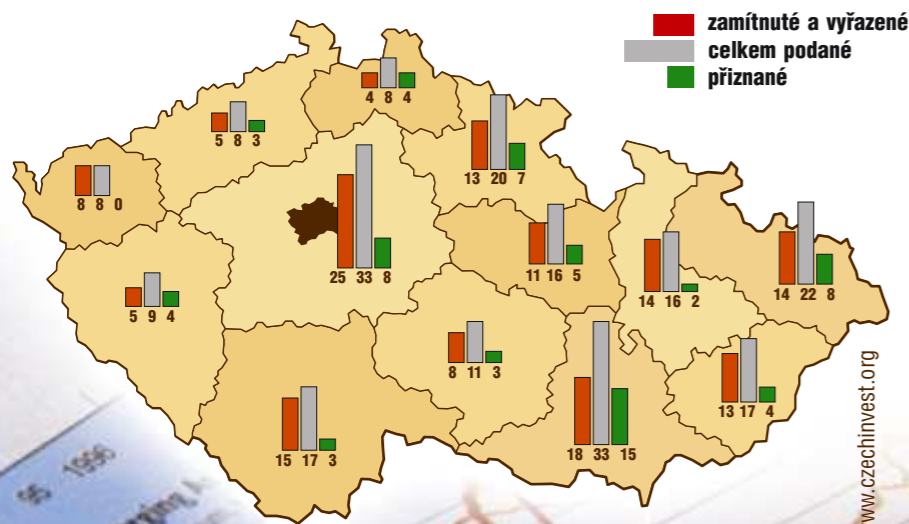 zamítnuté a vyřazené
celkem podané
přiznané
4 8 4
5 8 3
13 20 7
8 8 0
25 33 8
11 16 5
14 16 2
14 22 8
5 9 4
8 11 3
13 17 4
15 17 3
18 33 15
www.czechinvest.org
95 1996